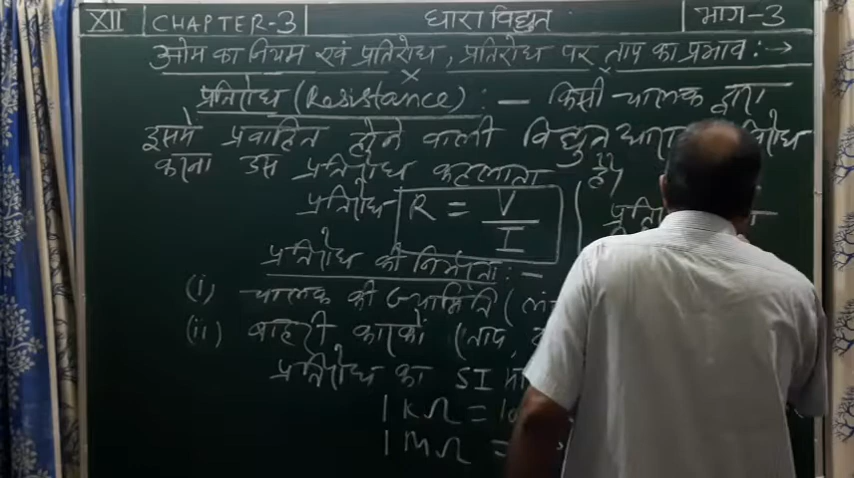 XII CHAPTER-3 धारा विद्युत भाग-3
ओम का नियम एवं प्रतिरोध, प्रतिरोध पर ताप का प्रभाव :- →
प्रतिरोध (Resistance) : — किसी चालक द्वारा
इसमे प्रवाहित होने वाली विद्युत धारा
करना उस प्रतिरोध कहलाता है।
प्रतिरोध- R = V/I
प्रतिरोध की निर्भरता : —
(i) चालक की ज्यामिति (
(ii) बाहरी कारकों (ताप,
प्रतिरोध का SI
1 KΩ =
1 MΩ =